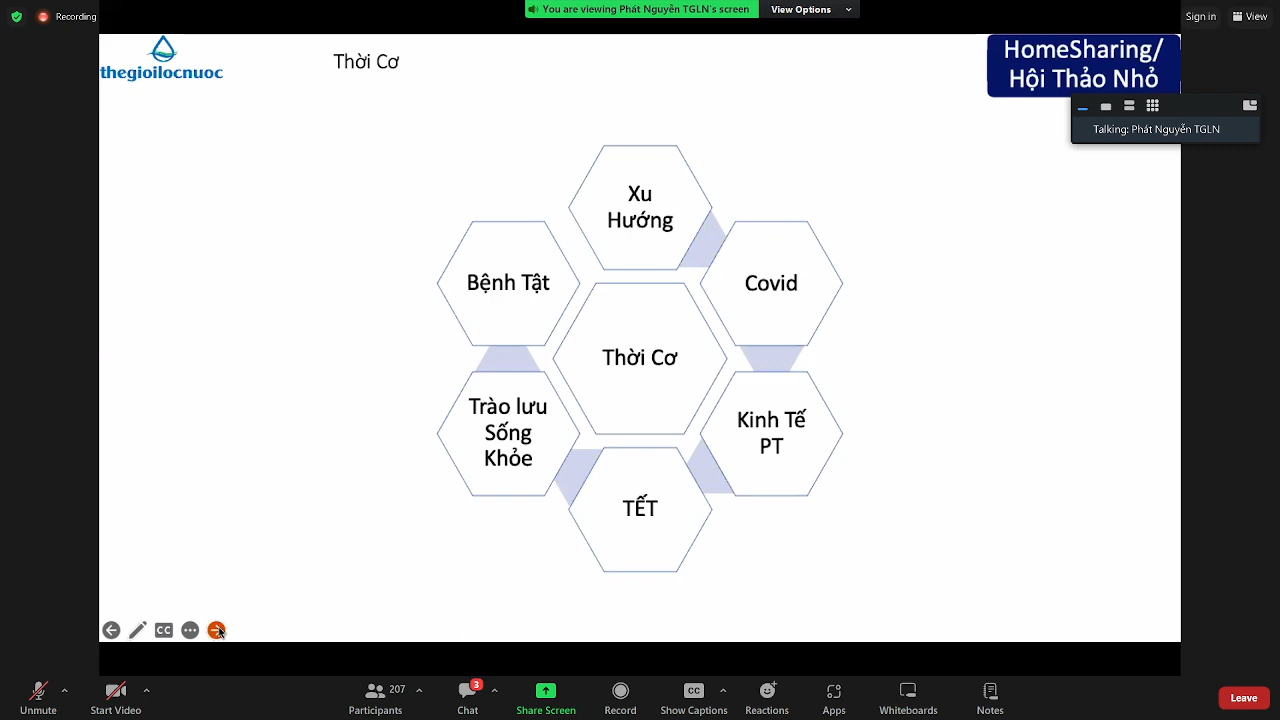 You are viewing Phát Nguyễn TGLN's screen
View Options
Recording
Sign in
View
thegioilocnuoc
Thời Cơ
HomeSharing/
Hội Thảo Nhỏ
Talking: Phát Nguyễn TGLN
Xu
Hướng
Bệnh Tật
Covid
Thời Cơ
Trào lưu
Sống
Khỏe
Kinh Tế
PT
TẾT
CC
Unmute
Start Video
207
Participants
3
Chat
Share Screen
Record
CC
Show Captions
Reactions
Apps
Whiteboards
Notes
Leave